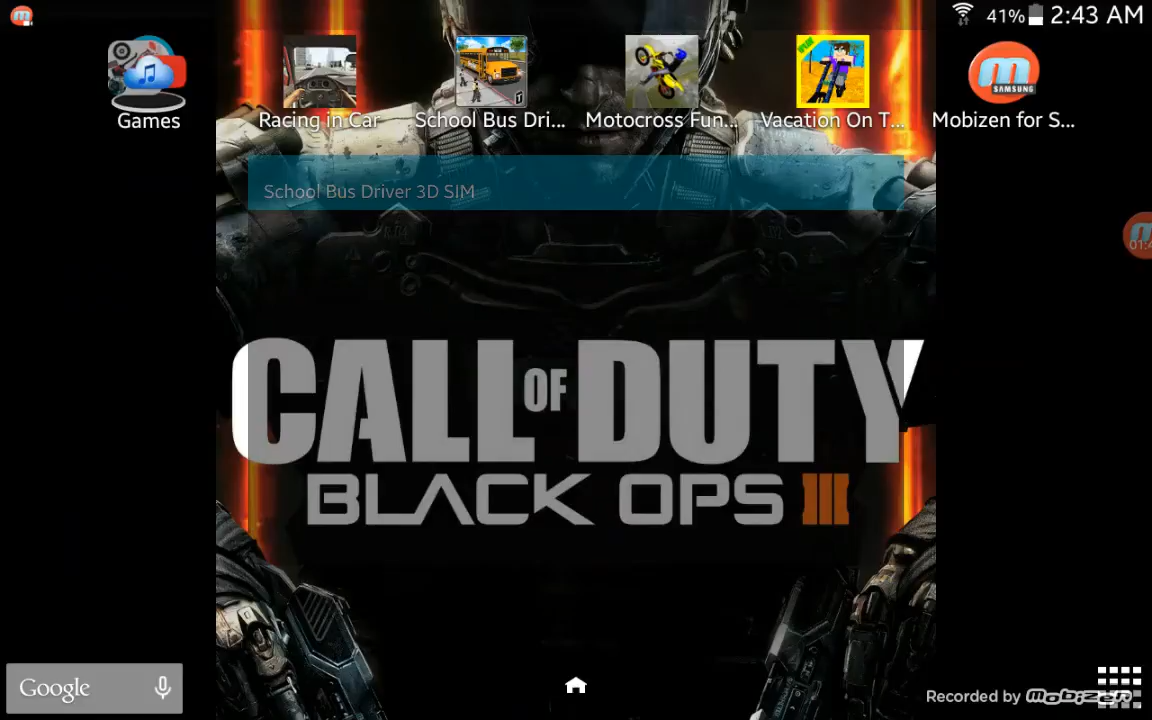 41% 2:43 AM
Games
Racing in Car
School Bus Dri...
Motocross Fun...
Vacation On T...
SAMSUNG
Mobizen for S...
School Bus Driver 3D SIM
CALL OF DUTY
BLACK OPS III
Google
Recorded by mobizen